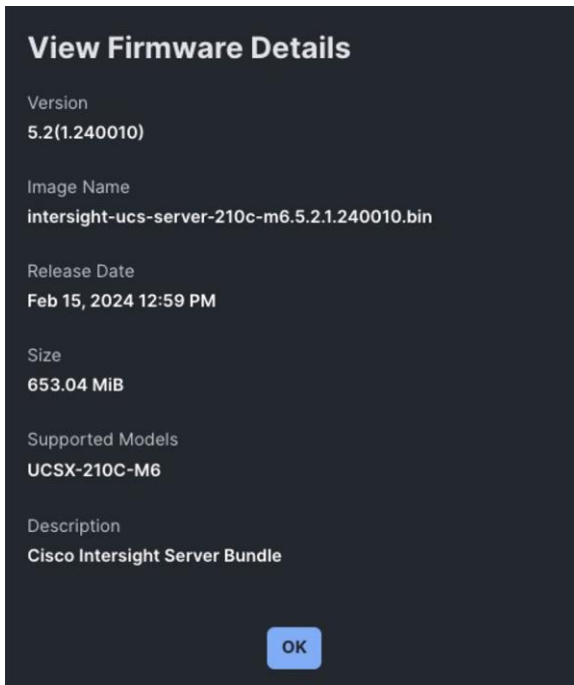 View Firmware Details
Version
5.2(1.240010)
Image Name
intersight-ucs-server-210c-m6.5.2.1.240010.bin
Release Date
Feb 15, 2024 12:59 PM
Size
653.04 MiB
Supported Models
UCSX-210C-M6
Description
Cisco Intersight Server Bundle
OK